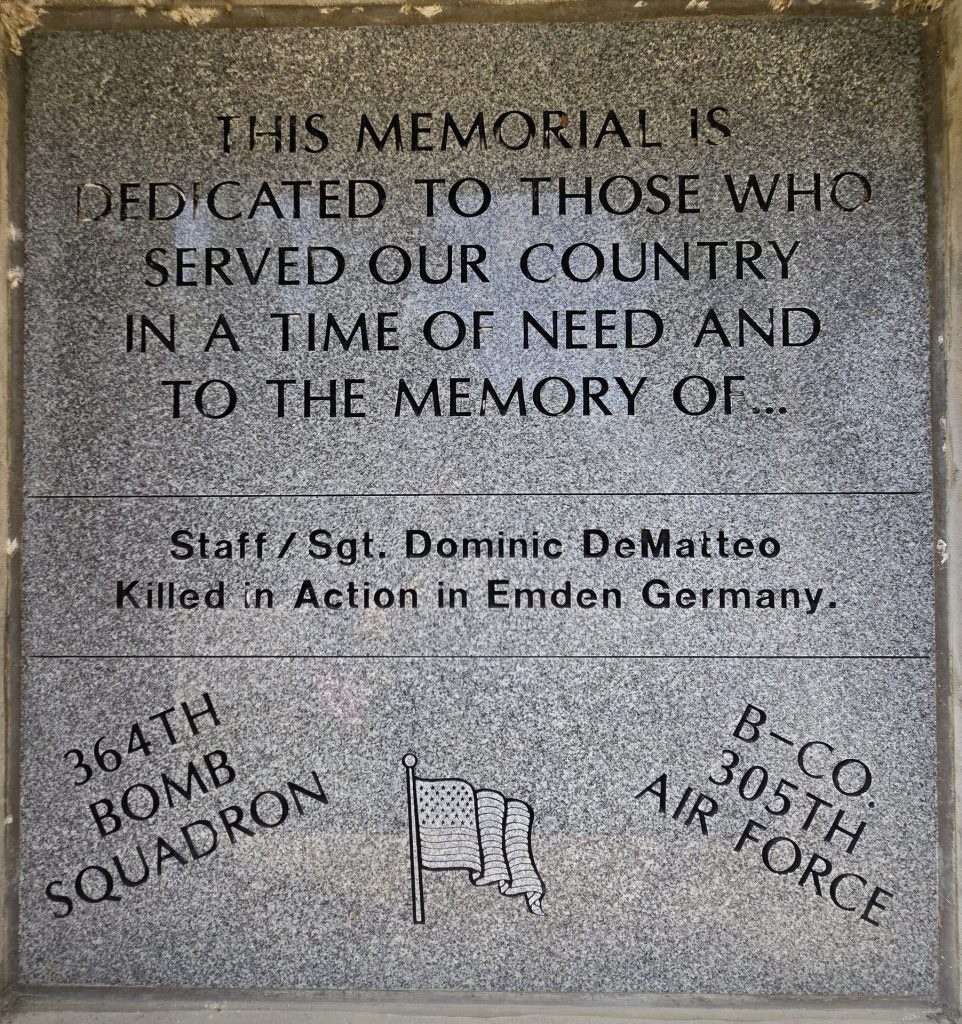 THIS MEMORIAL IS
DEDICATED TO THOSE WHO
SERVED OUR COUNTRY
IN A TIME OF NEED AND
TO THE MEMORY OF...
Staff/Sgt. Dominic DeMatteo
Killed in Action in Emden Germany.
364TH
BOMB
SQUADRON
B-CO.
305TH
AIR FORCE